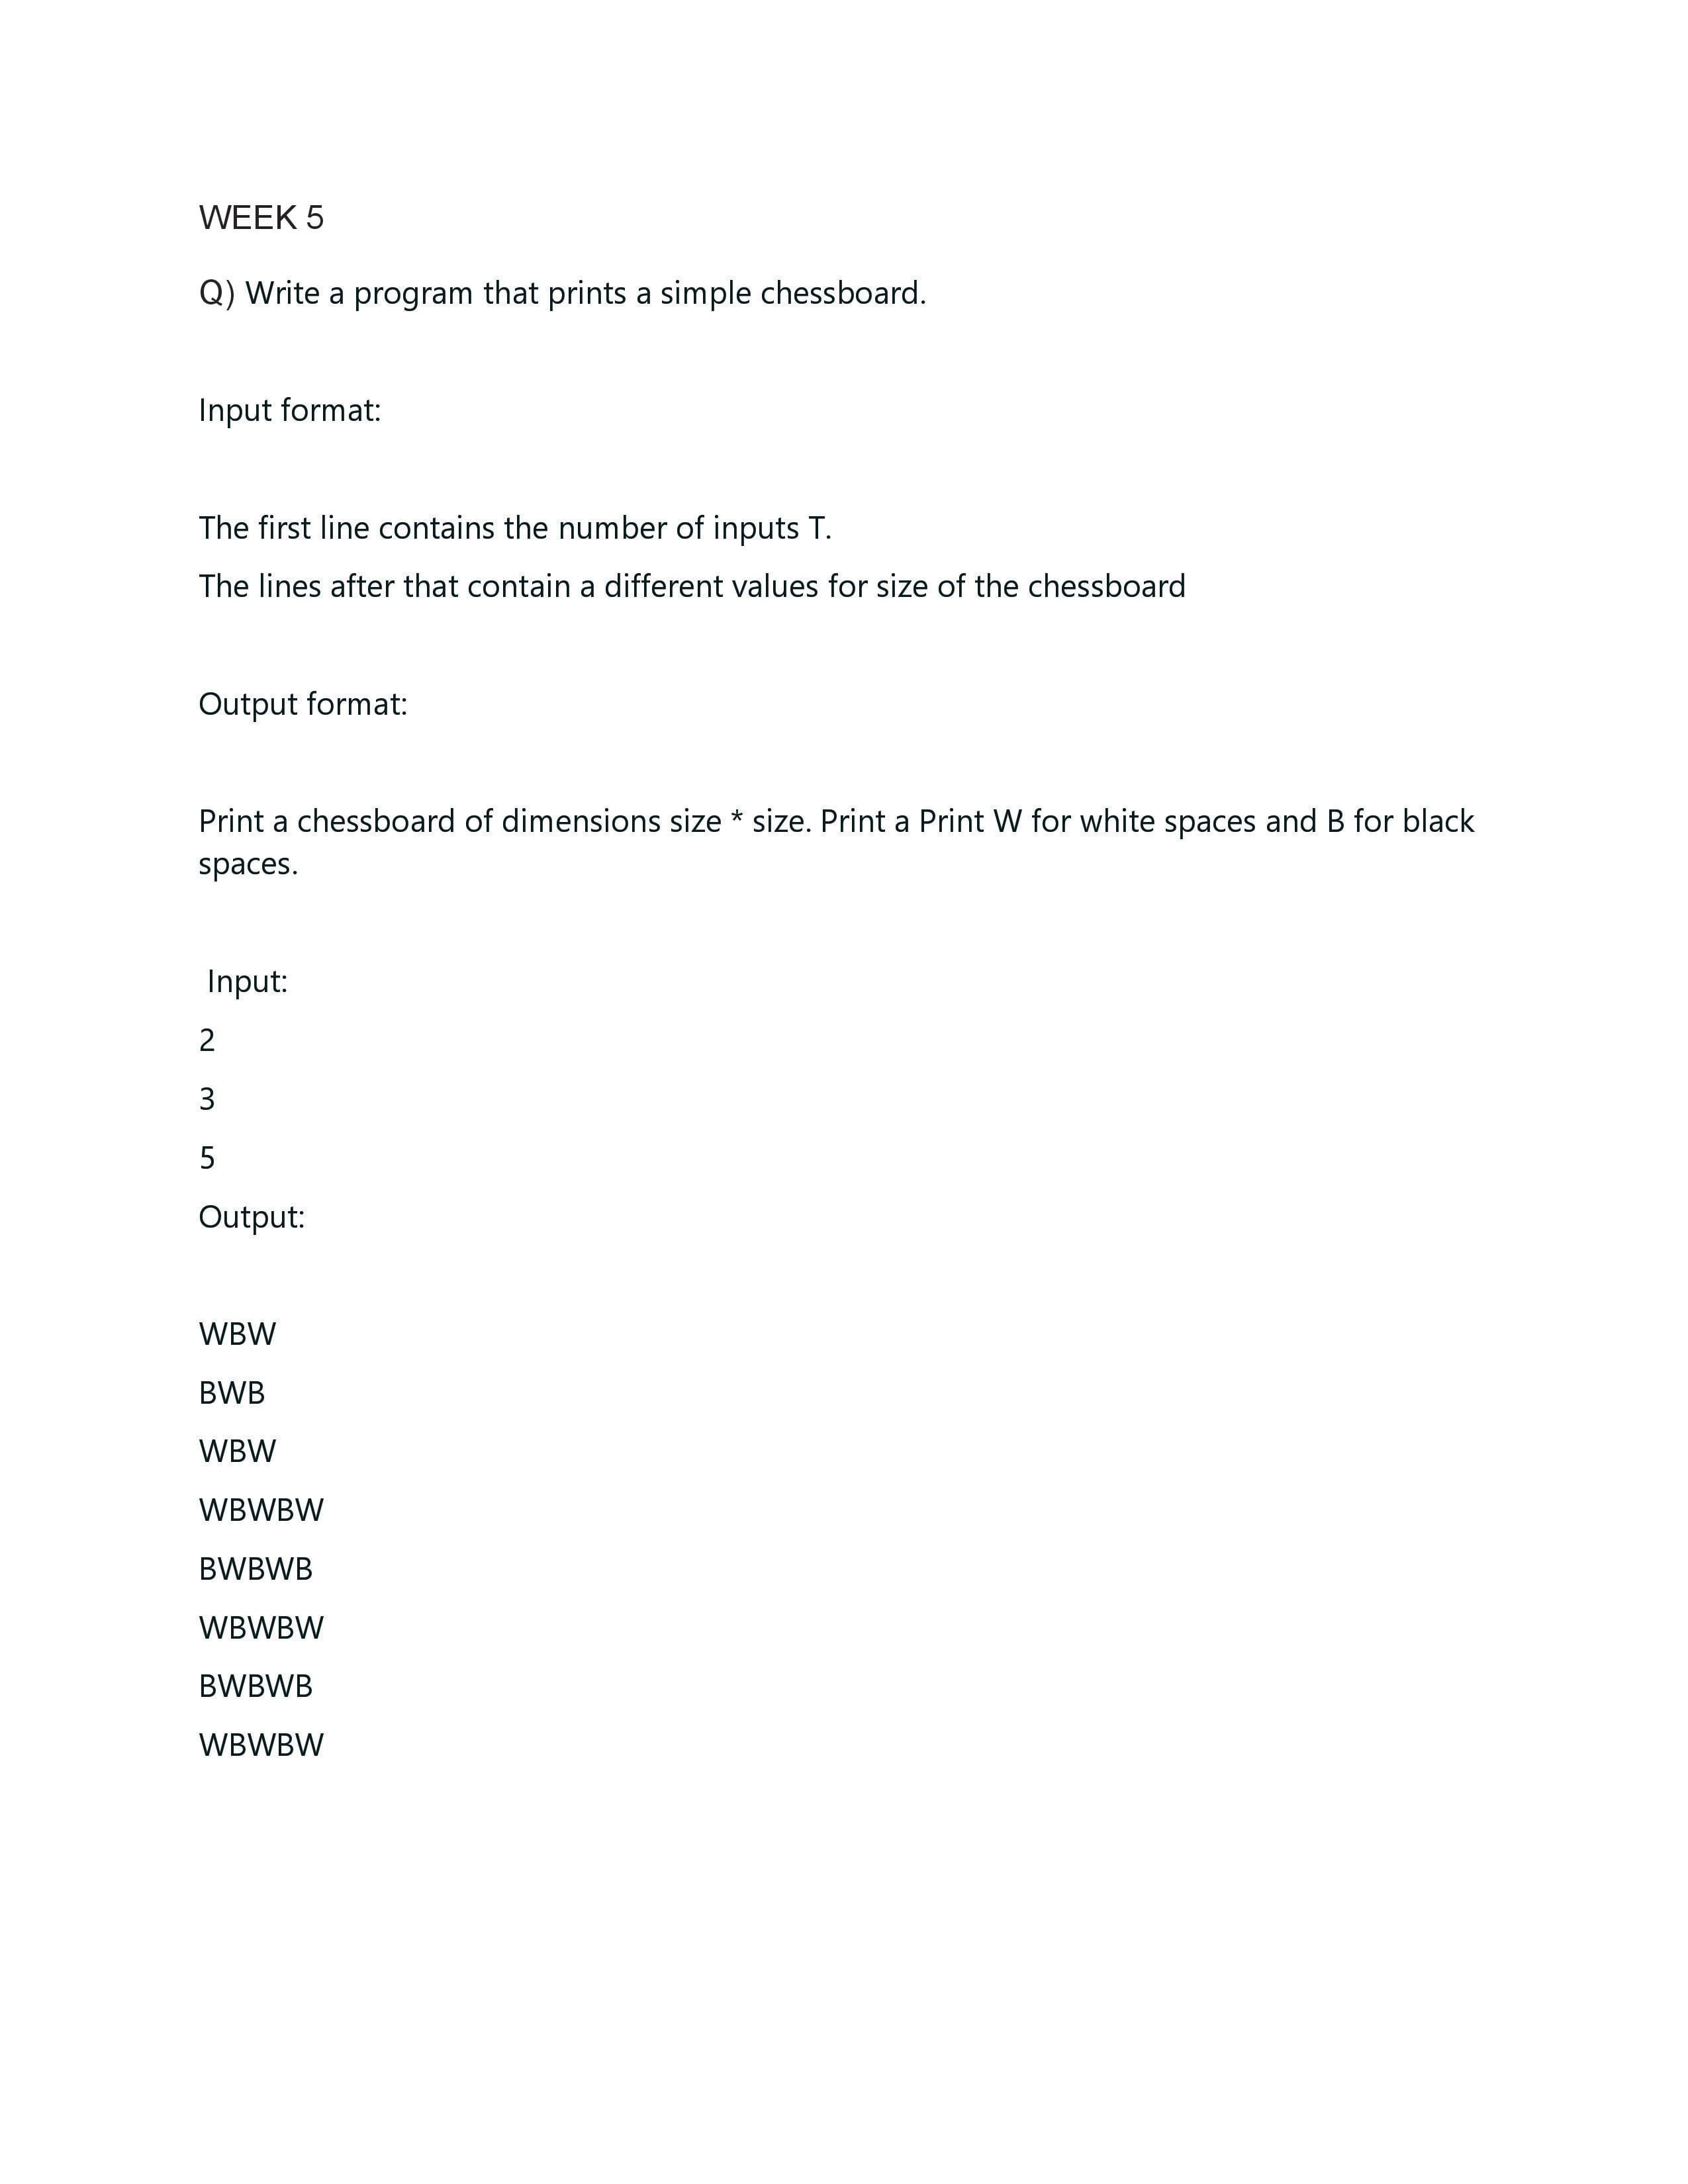 WEEK 5
Q) Write a program that prints a simple chessboard.
Input format:
The first line contains the number of inputs T.
The lines after that contain a different values for size of the chessboard
Output format:
Print a chessboard of dimensions size * size. Print a Print W for white spaces and B for black
spaces.
Input:
2
3
5
Output:
WBW
BWB
WBW
WBWBW
BWBWB
WBWBW
BWBWB
WBWBW